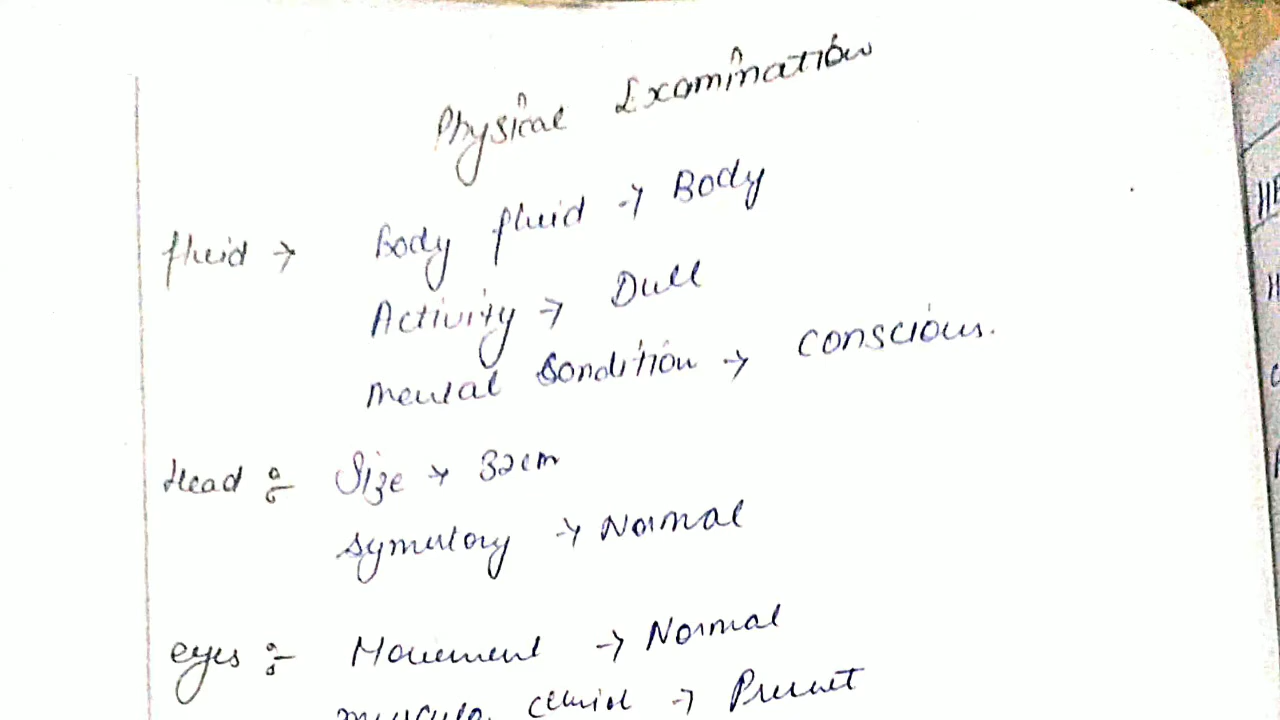 Physical Examination
fluid → Body fluid → Body
Activity → Dull
Mental Condition → Conscious.
Head :- Size → 32cm
Symulory → Normal
eyes :- Movement → Normal
→ Present